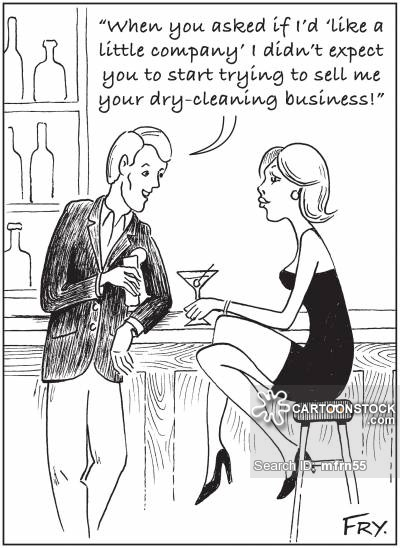 “When you asked if I’d ‘like a
little company’ I didn’t expect
you to start trying to sell me
your dry-cleaning business!”
CARTOONSTOCK
.com
Search ID: mfrn55
FRY.